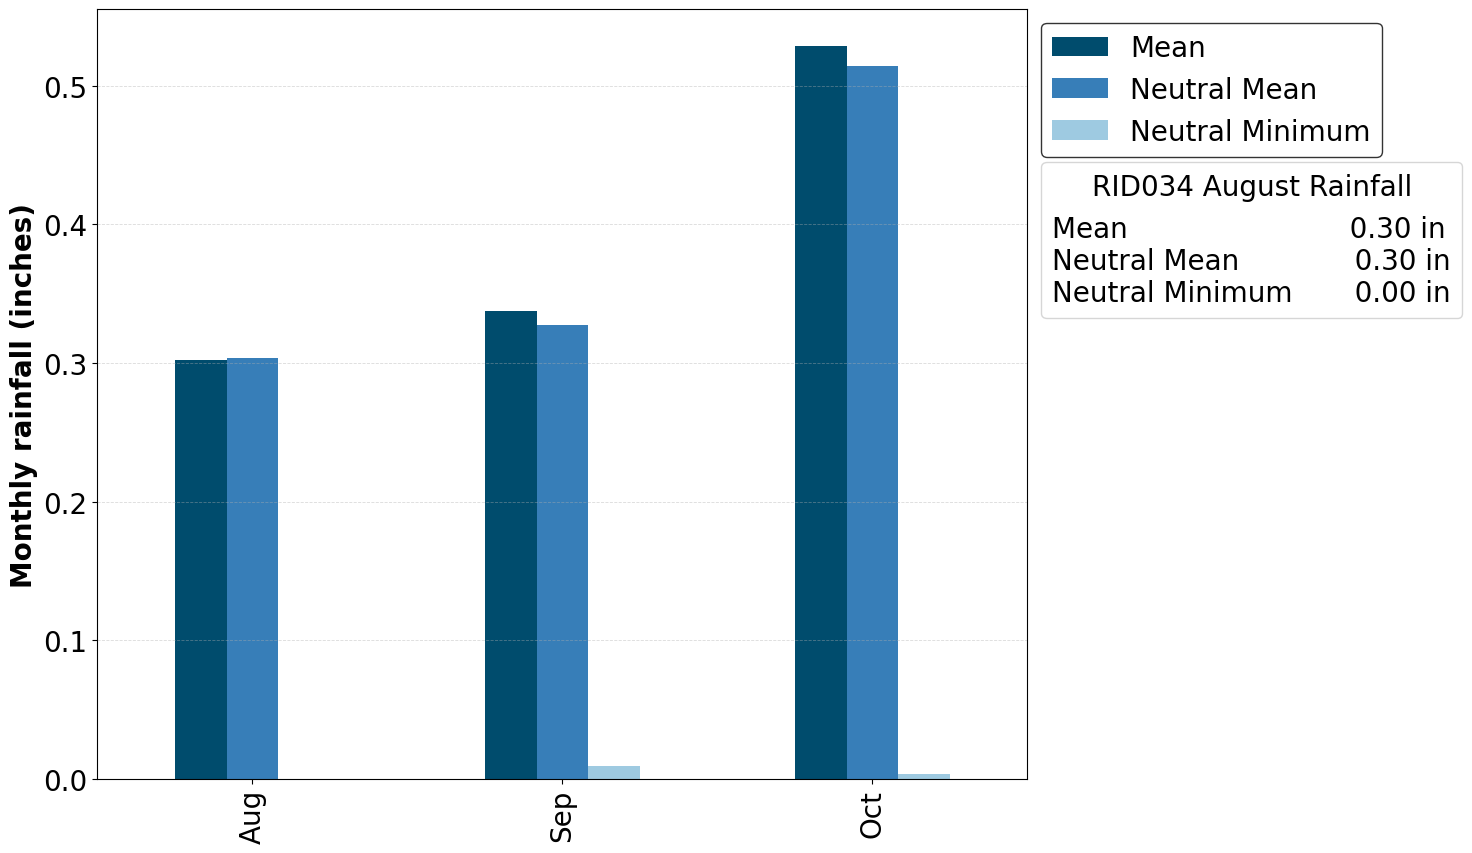 Monthly rainfall (inches)
0.5
0.4
0.3
0.2
0.1
0.0
Aug
Sep
Oct
Mean
Neutral Mean
Neutral Minimum
RID034 August Rainfall
Mean 0.30 in
Neutral Mean 0.30 in
Neutral Minimum 0.00 in